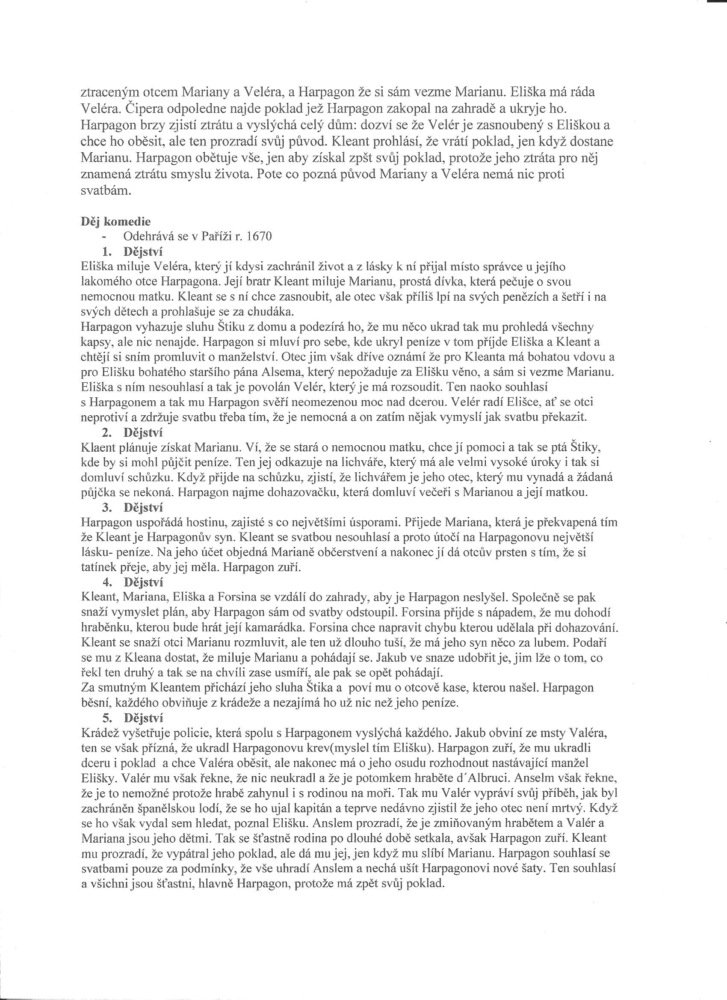 ztraceným otcem Mariany a Veléra, a Harpagon že si sám vezme Marianu. Eliška má ráda
Veléra. Čipera odpoledne najde poklad jež Harpagon zakopal na zahradě a ukryje ho.
Harpagon brzy zjistí ztrátu a vyslýchá celý dům: dozví se že Velér je zasnoubený s Eliškou a
chce ho oběsit, ale ten prozradí svůj původ. Kleant prohlásí, že vrátí poklad, jen když dostane
Marianu. Harpagon obětuje vše, jen aby získal zpšt svůj poklad, protože jeho ztráta pro něj
znamená ztrátu smyslu života. Pote co pozná původ Mariany a Veléra nemá nic proti
svatbám.
Děj komedie
- Odehrává se v Paříži r. 1670
1. Dějství
Eliška miluje Veléra, který jí kdysi zachránil život a z lásky k ní přijal místo správce u jejího
lakomého otce Harpagona. Její bratr Kleant miluje Marianu, prostá dívka, která pečuje o svou
nemocnou matku. Kleant se s ní chce zasnoubit, ale otec však příliš lpí na svých penězích a šetří i na
svých dětech a prohlašuje se za chudáka.
Harpagon vyhazuje sluhu Štiku z domu a podezírá ho, že mu něco ukrad tak mu prohledá všechny
kapsy, ale nic nenajde. Harpagon si mluví pro sebe, kde ukryl peníze v tom příjde Eliška a Kleant a
chtějí si sním promluvit o manželství. Otec jim však dříve oznámí že pro Kleanta má bohatou vdovu a
pro Elišku bohatého staršího pána Alsema, který nepožaduje za Elišku věno, a sám si vezme Marianu.
Eliška s ním nesouhlasí a tak je povolán Velér, který je má rozsoudit. Ten naoko souhlasí
s Harpagonem a tak mu Harpagon svěří neomezenou moc nad dcerou. Velér radí Elišce, ať se otci
neprotiví a zdržuje svatbu třeba tím, že je nemocná a on zatím nějak vymyslí jak svatbu překazit.
2. Dějství
Klaent plánuje získat Marianu. Ví, že se stará o nemocnou matku, chce jí pomoci a tak se ptá Štiky,
kde by si mohl půjčit peníze. Ten jej odkazuje na lichváře, který má ale velmi vysoké úroky i tak si
domluví schůzku. Když přijde na schůzku, zjistí, že lichvářem je jeho otec, který mu vynadá a žádaná
půjčka se nekoná. Harpagon najme dohazovačku, která domluví večeři s Marianou a její matkou.
3. Dějství
Harpagon uspořádá hostinu, zajisté s co největšími úsporami. Přijede Mariana, která je překvapená tím
že Kleant je Harpagonův syn. Kleant se svatbou nesouhlasí a proto útočí na Harpagonovu největší
lásku- peníze. Na jeho účet objedná Marianě občerstvení a nakonec jí dá otcův prsten s tím, že si
tatínek přeje, aby jej měla. Harpagon zuří.
4. Dějství
Kleant, Mariana, Eliška a Forsina se vzdálí do zahrady, aby je Harpagon neslyšel. Společně se pak
snaží vymyslet plán, aby Harpagon sám od svatby odstoupil. Forsina přijde s nápadem, že mu dohodí
hraběnku, kterou bude hrát její kamarádka. Forsina chce napravit chybu kterou udělala při dohazování.
Kleant se snaží otci Marianu rozmluvit, ale ten už dlouho tuší, že má jeho syn něco za lubem. Podaří
se mu z Kleana dostat, že miluje Marianu a pohádají se. Jakub ve snaze udobřit je, jim lže o tom, co
řekl ten druhý a tak se na chvíli zase usmíří, ale pak se opět pohádají.
Za smutným Kleantem přichází jeho sluha Štika a poví mu o otcově kase, kterou našel. Harpagon
běsní, každého obviňuje z krádeže a nezajímá ho už nic než jeho peníze.
5. Dějství
Krádež vyšetřuje policie, která spolu s Harpagonem vyslýchá každého. Jakub obviní ze msty Valéra,
ten se však přízná, že ukradl Harpagonovu krev(myslel tím Elišku). Harpagon zuří, že mu ukradli
dceru i poklad a chce Valéra oběsit, ale nakonec má o jeho osudu rozhodnout nastávající manžel
Elišky. Valér mu však řekne, že nic neukradl a že je potomkem hraběte d´Albruci. Anselm však řekne,
že je to nemožné protože hrabě zahynul i s rodinou na moři. Tak mu Valér vypráví svůj příběh, jak byl
zachráněn španělskou lodí, že se ho ujal kapitán a teprve nedávno zjistil že jeho otec není mrtvý. Když
se ho však vydal sem hledat, poznal Elišku. Anslem prozradí, že je zmiňovaným hrabětem a Valér a
Mariana jsou jeho dětmi. Tak se šťastně rodina po dlouhé době setkala, avšak Harpagon zuří. Kleant
mu prozradí, že vypátral jeho poklad, ale dá mu jej, jen když mu slíbí Marianu. Harpagon souhlasí se
svatbami pouze za podmínky, že vše uhradí Anslem a nechá ušít Harpagonovi nové šaty. Ten souhlasí
a všichni jsou šťastni, hlavně Harpagon, protože má zpět svůj poklad.